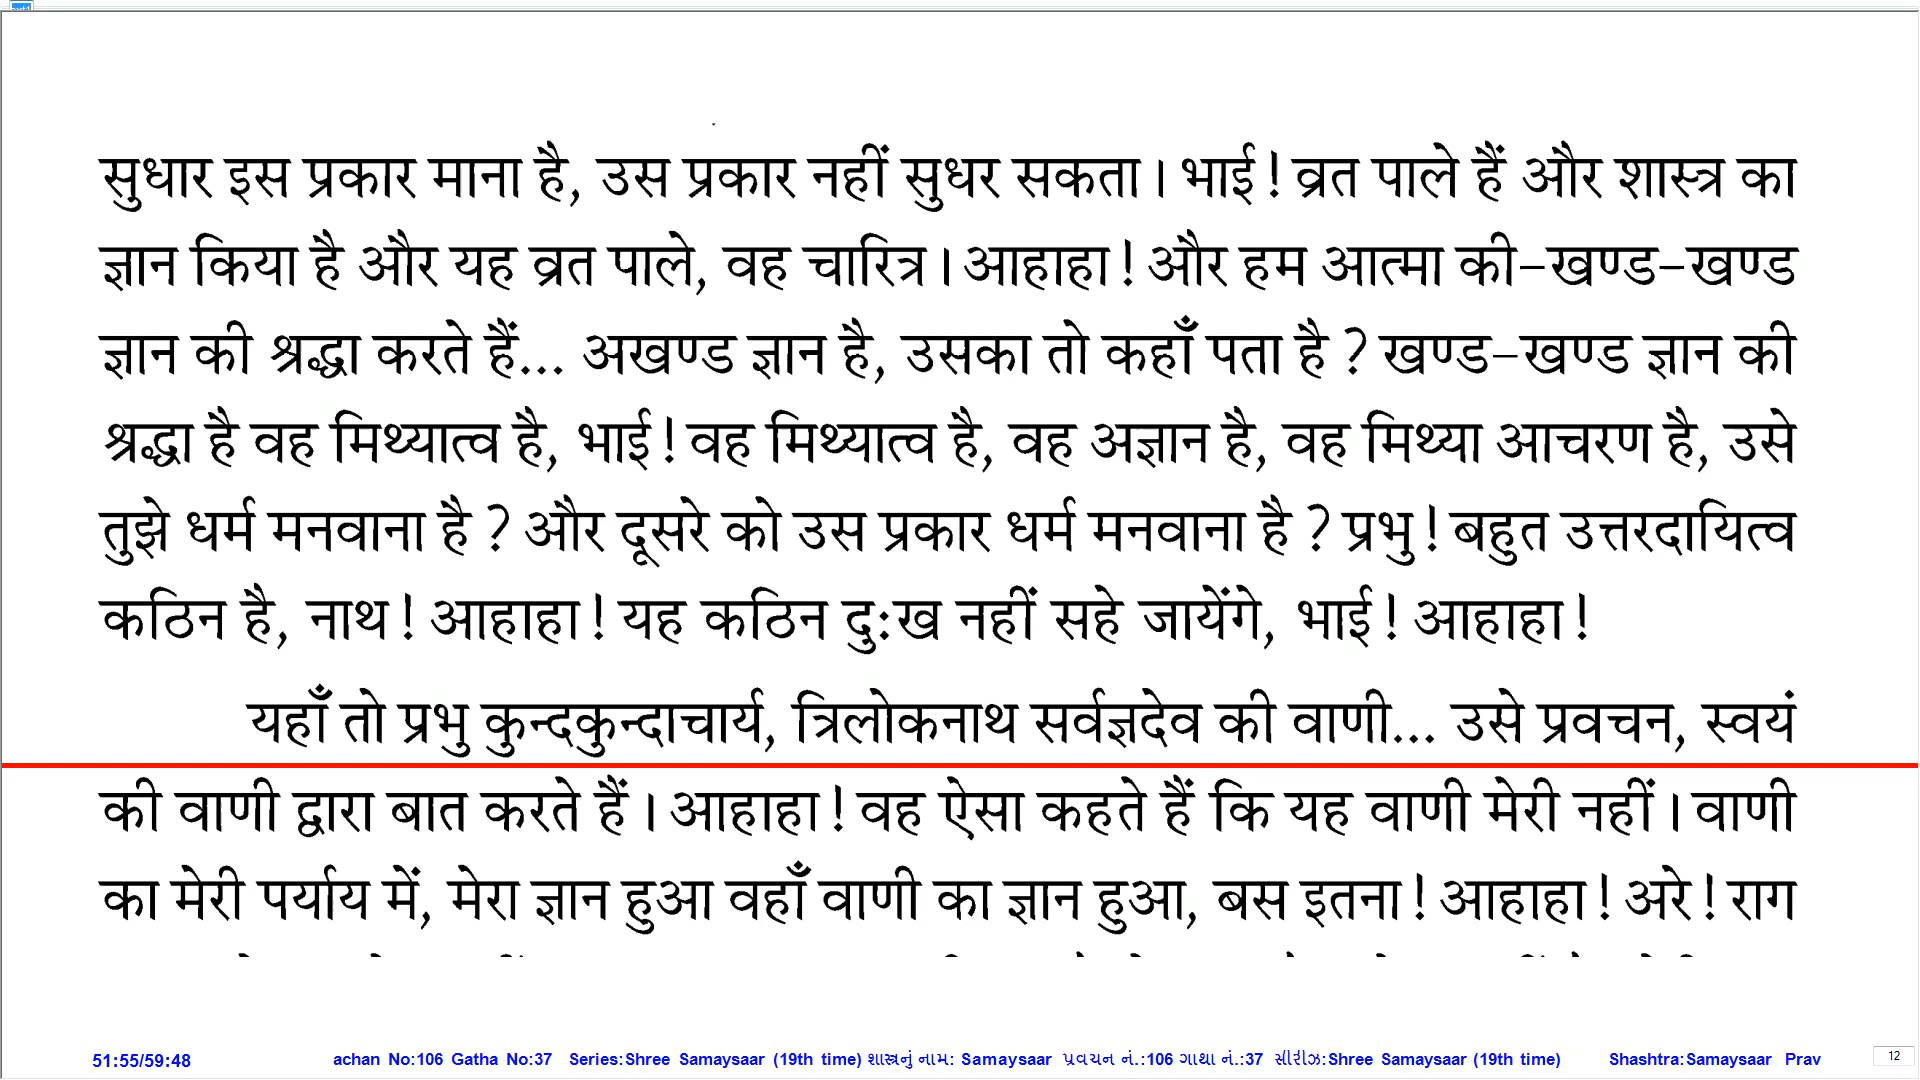 सुधार इस प्रकार माना है, उस प्रकार नहीं सुधर सकता। भाई! व्रत पाले हैं और शास्त्र का
ज्ञान किया है और यह व्रत पाले, वह चारित्र। आहाहा! और हम आत्मा की-खण्ड-खण्ड
ज्ञान की श्रद्धा करते हैं... अखण्ड ज्ञान है, उसका तो कहाँ पता है ? खण्ड-खण्ड ज्ञान की
श्रद्धा है वह मिथ्यात्व है, भाई! वह मिथ्यात्व है, वह अज्ञान है, वह मिथ्या आचरण है, उसे
तुझे धर्म मनवाना है ? और दूसरे को उस प्रकार धर्म मनवाना है ? प्रभु! बहुत उत्तरदायित्व
कठिन है, नाथ! आहाहा! यह कठिन दुःख नहीं सहे जायेंगे, भाई! आहाहा!
यहाँ तो प्रभु कुन्दकुन्दाचार्य, त्रिलोकनाथ सर्वज्ञदेव की वाणी... उसे प्रवचन, स्वयं
की वाणी द्वारा बात करते हैं। आहाहा! वह ऐसा कहते हैं कि यह वाणी मेरी नहीं। वाणी
का मेरी पर्याय में, मेरा ज्ञान हुआ वहाँ वाणी का ज्ञान हुआ, बस इतना! आहाहा! अरे! राग
51:55/59:48 achan No:106 Gatha No:37 Series:Shree Samaysaar (19th time) શાસ્ત્રનું નામ: Samaysaar પ્રવચન નં.:106 ગાથા નં.:37 સીરીઝ:Shree Samaysaar (19th time) Shashtra:Samaysaar Prav 12